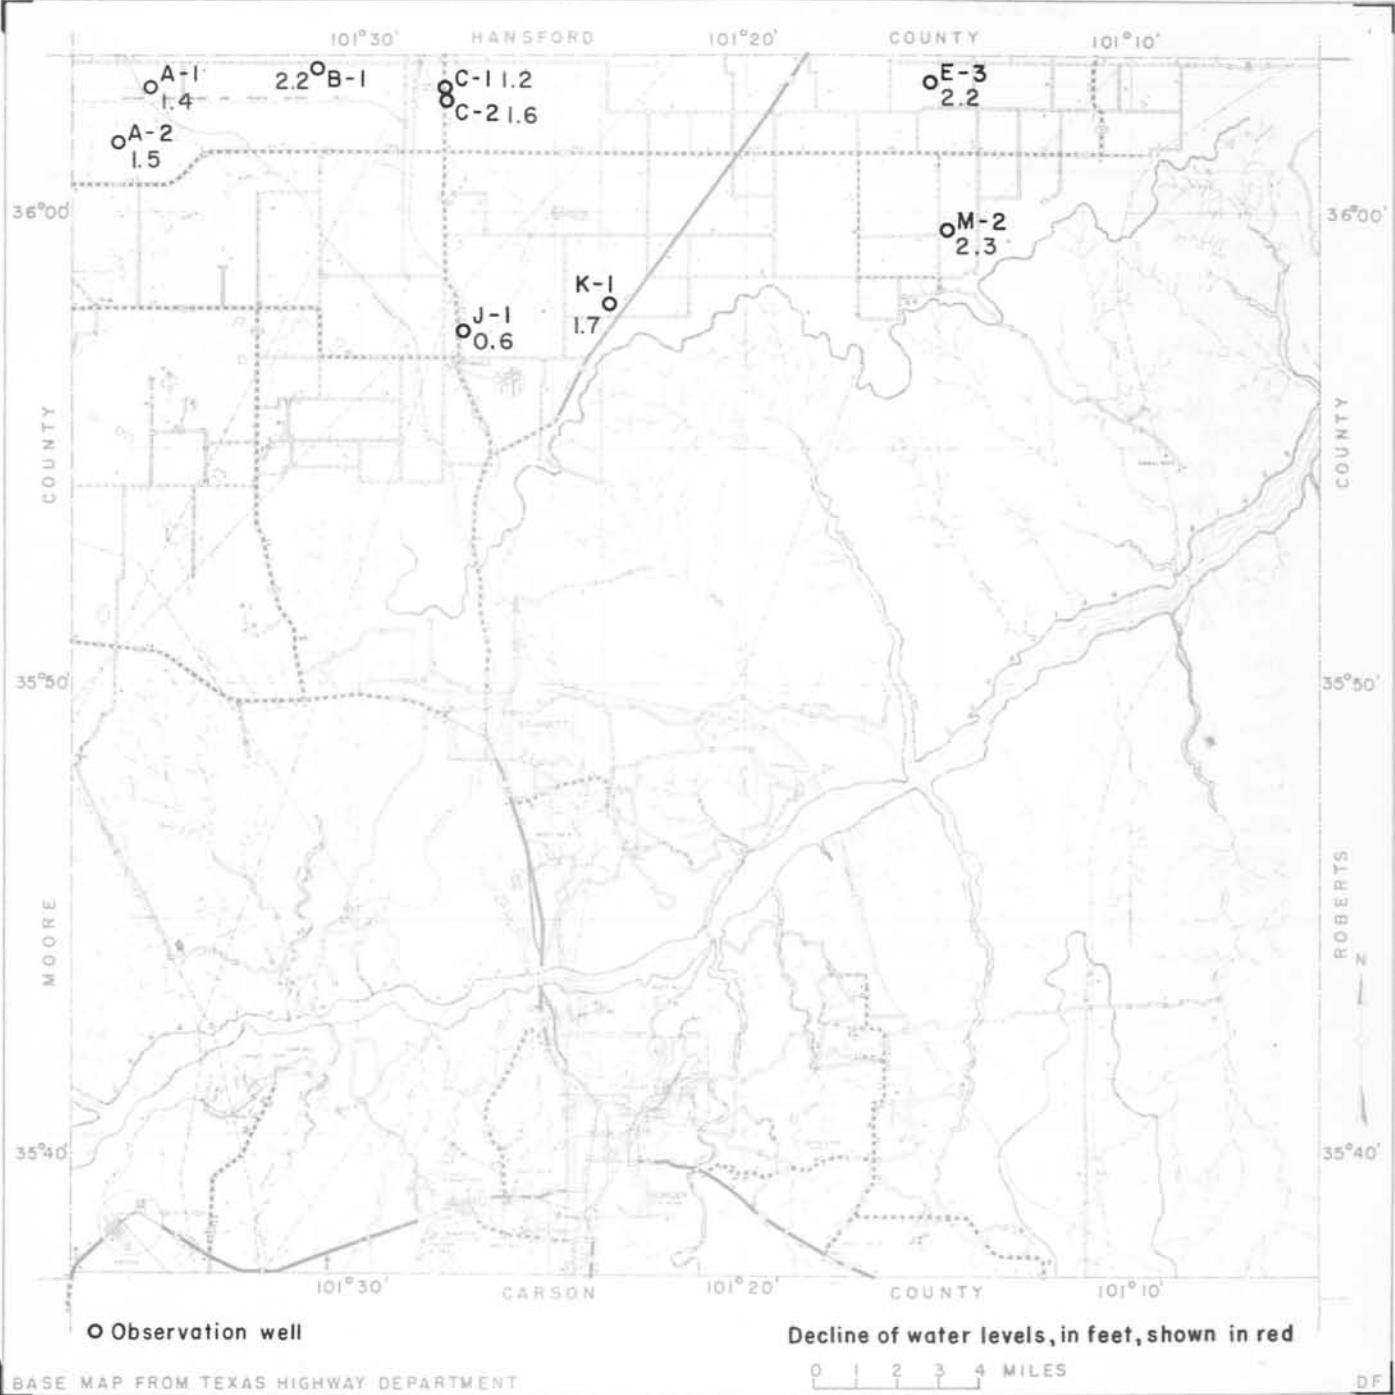 101°30' HANSFORD 101°20' COUNTY 101°10'
A-1
1.4
2.2 B-1
C-1 1.2
C-2 1.6
E-3
2.2
A-2
1.5
36°00' 36°00'
M-2
2.3
K-1
1.7
J-1
0.6
COUNTY
COUNTY
35°50' 35°50'
MOORE
ROBERTS
N
35°40' 35°40'
101°30' CARSON 101°20' COUNTY 101°10'
Observation well
Decline of water levels, in feet, shown in red
0 1 2 3 4 MILES
BASE MAP FROM TEXAS HIGHWAY DEPARTMENT
DF